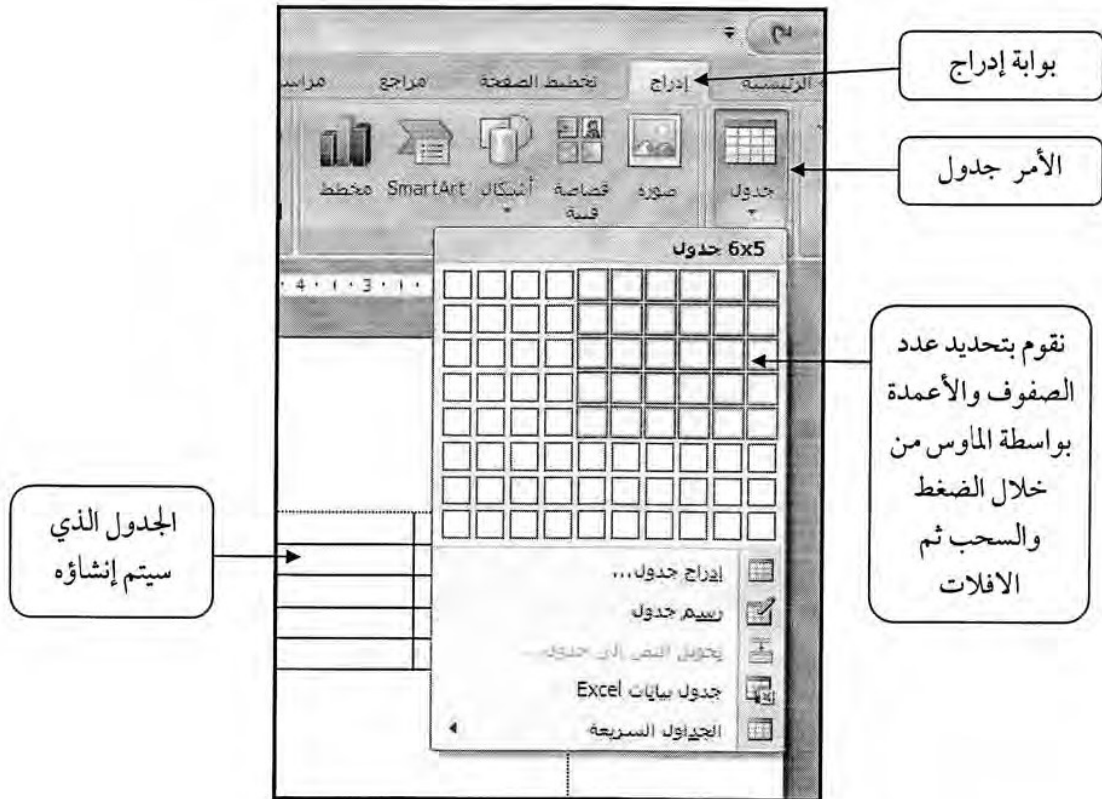 بوابة إدراج
الرئيسية إدراج تخطيط الصفحة مراجع
الأمر جدول
جدول صورة قصاصة فنية أشكال SmartArt مخطط
6x5 جدول
4 3
نقوم بتحديد عدد
الصفوف والأعمدة
بواسطة الماوس من
خلال الضغط
والسحب ثم
الافلات
الجدول الذي
سيتم إنشاؤه
إدراج جدول...
رسم جدول
تحويل النص إلى جدول...
جدول بيانات Excel
الجداول السريعة